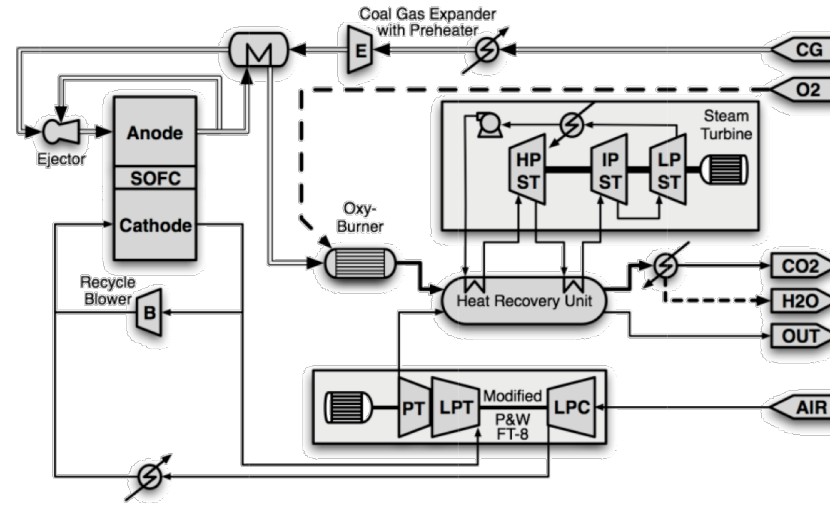 Coal Gas Expander
with Preheater
E
CG
O2
M
Ejector
Anode
SOFC
Cathode
Steam
Turbine
HP
ST
IP
ST
LP
ST
Oxy-
Burner
Recycle
Blower
B
Heat Recovery Unit
CO2
H2O
OUT
PT
LPT
Modified
P&W
FT-8
LPC
AIR